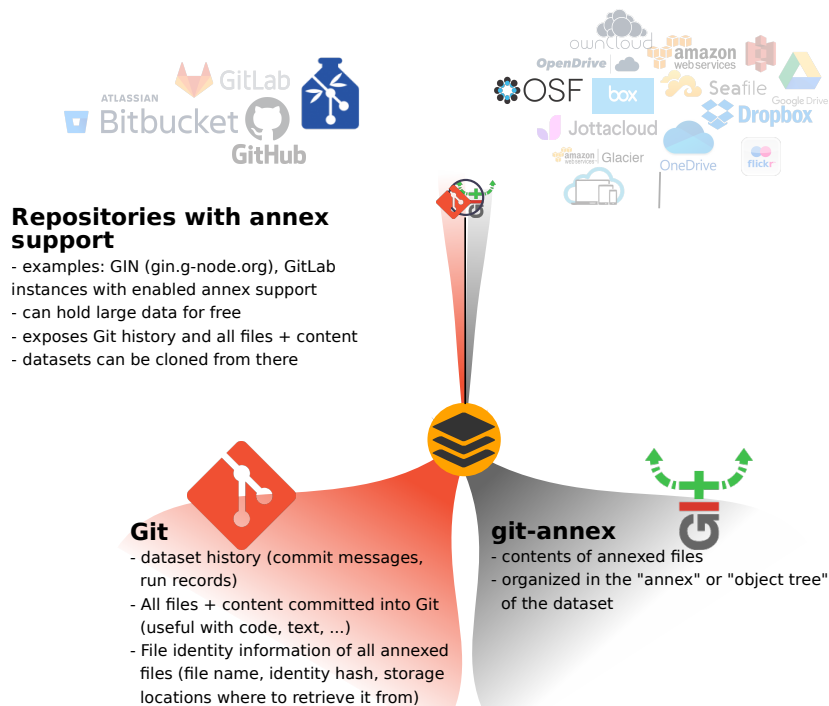 ownCloud
OpenDrive
amazon
web services
GitLab
OSF
box
Seafile
Google Drive
ATLASSIAN
Bitbucket
Dropbox
Jottacloud
GitHub
amazon
web services
Glacier
OneDrive
flickr
Repositories with annex
support
- examples: GIN (gin.g-node.org), GitLab
instances with enabled annex support
- can hold large data for free
- exposes Git history and all files + content
- datasets can be cloned from there
GIT
Git
- dataset history (commit messages,
run records)
- All files + content committed into Git
(useful with code, text, ...)
- File identity information of all annexed
files (file name, identity hash, storage
locations where to retrieve it from)
git-annex
- contents of annexed files
- organized in the "annex" or "object tree"
of the dataset